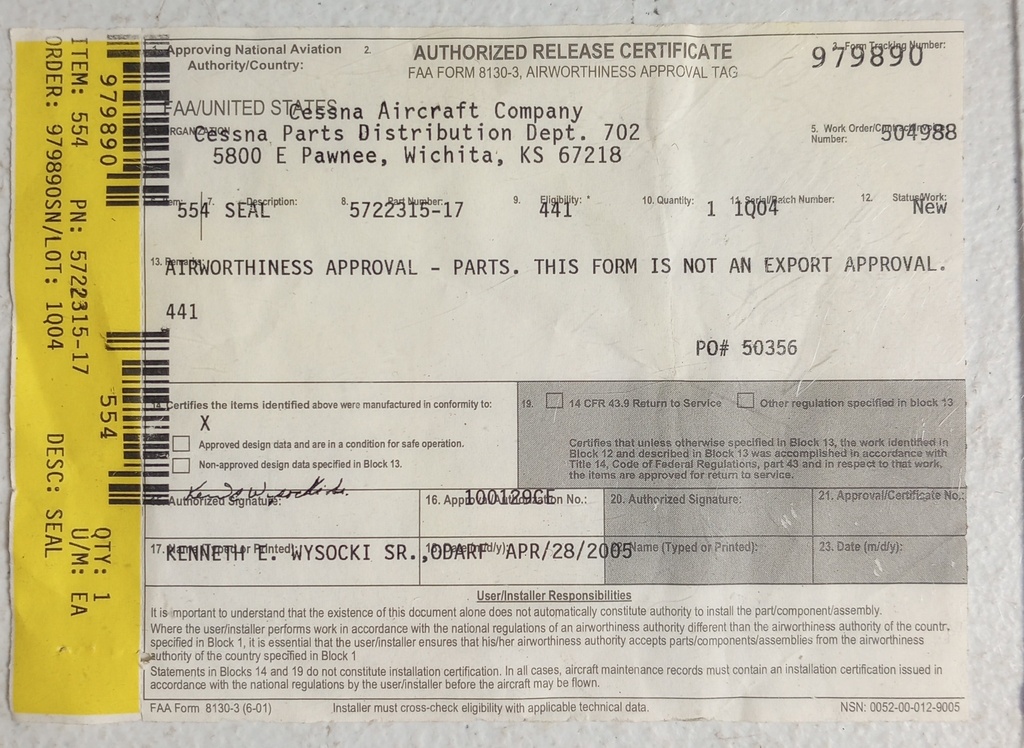 ITEM: 554 PN: 5722315-17 DESC: SEAL
ORDER: 979890SN/LOT: 1Q04
979890
554
QTY: 1
U/M: EA
1. Approving National Aviation
Authority/Country:
FAA/UNITED STATES
2.
AUTHORIZED RELEASE CERTIFICATE
FAA FORM 8130-3, AIRWORTHINESS APPROVAL TAG
3. Form Tracking Number:
979890
ORGANIZATION
Cessna Aircraft Company
Cessna Parts Distribution Dept. 702
5800 E Pawnee, Wichita, KS 67218
5. Work Order/Contract/Invoice
Number:
504988
Item: 7. Description: 8. Part Number: 9. Eligibility: * 10. Quantity: 11. Serial/Batch Number: 12. Status/Work:
554 SEAL 5722315-17 441 1 1Q04 New
13. Remarks:
AIRWORTHINESS APPROVAL - PARTS. THIS FORM IS NOT AN EXPORT APPROVAL.
441
PO# 50356
14. Certifies the items identified above were manufactured in conformity to:
X
Approved design data and are in a condition for safe operation.
Non-approved design data specified in Block 13.
19. 14 CFR 43.9 Return to Service Other regulation specified in block 13
Certifies that unless otherwise specified in Block 13, the work identified in
Block 12 and described in Block 13 was accomplished in accordance with
Title 14, Code of Federal Regulations, part 43 and in respect to that work,
the items are approved for return to service.
15. Authorized Signature:
16. Approval/Authorization No.:
100129CE
20. Authorized Signature:
21. Approval/Certificate No.:
17. Name (Typed or Printed):
KENNETH E. WYSOCKI SR.,ODART
18. Date (m/d/y):
APR/28/2005
22. Name (Typed or Printed):
23. Date (m/d/y):
User/Installer Responsibilities
It is important to understand that the existence of this document alone does not automatically constitute authority to install the part/component/assembly.
Where the user/installer performs work in accordance with the national regulations of an airworthiness authority different than the airworthiness authority of the countr,
specified in Block 1, it is essential that the user/installer ensures that his/her airworthiness authority accepts parts/components/assemblies from the airworthiness
authority of the country specified in Block 1
Statements in Blocks 14 and 19 do not constitute installation certification. In all cases, aircraft maintenance records must contain an installation certification issued in
accordance with the national regulations by the user/installer before the aircraft may be flown.
FAA Form 8130-3 (6-01)
Installer must cross-check eligibility with applicable technical data.
NSN: 0052-00-012-9005